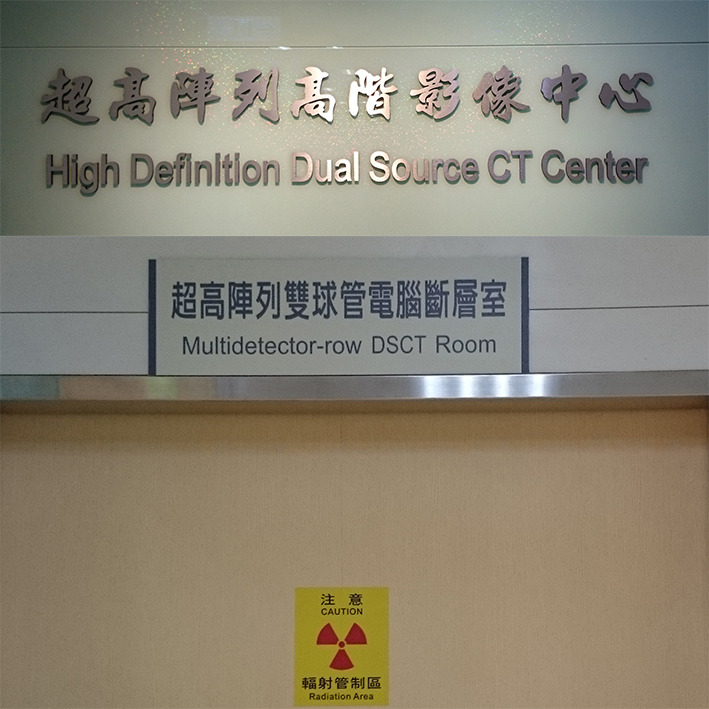 超高陣列高階影像中心
High Definition Dual Source CT Center
超高陣列雙球管電腦斷層室
Multidetector-row DSCT Room
注意
CAUTION
輻射管制區
Radiation Area